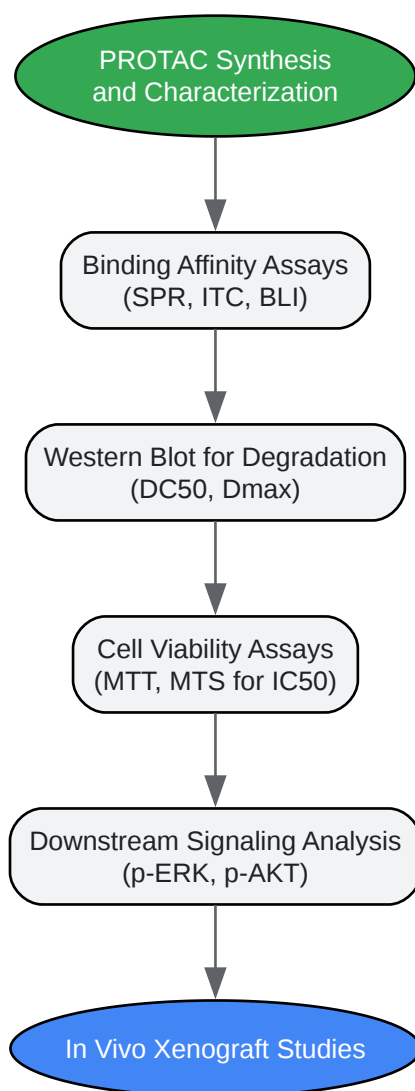 PROTAC Synthesis
and Characterization
Binding Affinity Assays
(SPR, ITC, BLI)
Western Blot for Degradation
(DC50, Dmax)
Cell Viability Assays
(MTT, MTS for IC50)
Downstream Signaling Analysis
(p-ERK, p-AKT)
In Vivo Xenograft Studies